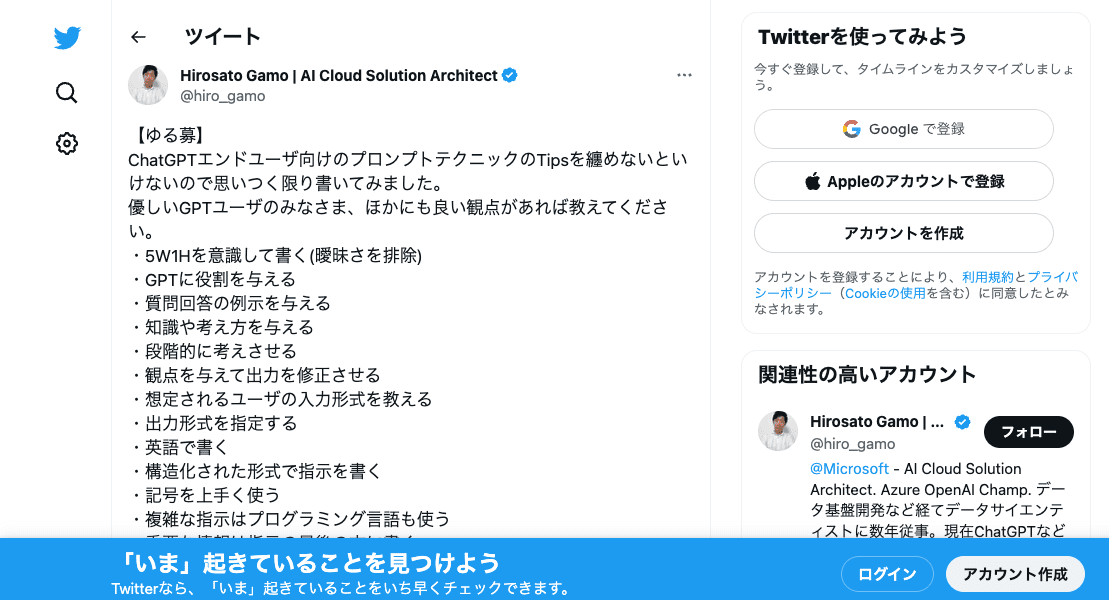 ツイート
Hirosato Gamo | AI Cloud Solution Architect
@hiro_gamo
【ゆる募】
ChatGPTエンドユーザ向けのプロンプトテクニックのTipsを纏めないとい
けないので思いつく限り書いてみました。
優しいGPTユーザのみなさま、ほかにも良い観点があれば教えてくださ
い。
・5W1Hを意識して書く(曖昧さを排除)
・GPTに役割を与える
・質問回答の例示を与える
・知識や考え方を与える
・段階的に考えさせる
・観点を与えて出力を修正させる
・想定されるユーザの入力形式を教える
・出力形式を指定する
・英語で書く
・構造化された形式で指示を書く
・記号を上手く使う
・複雑な指示はプログラミング言語も使う
Twitterを使ってみよう
今すぐ登録して、タイムラインをカスタマイズしましょ
う。
Google で登録
Appleのアカウントで登録
アカウントを作成
アカウントを登録することにより、利用規約とプライバ
シーポリシー（Cookieの使用を含む）に同意したとみ
なされます。
関連性の高いアカウント
Hirosato Gamo | ...
@hiro_gamo
フォロー
@Microsoft - AI Cloud Solution
Architect. Azure OpenAI Champ. デー
タ基盤開発など経てデータサイエンテ
ィストに数年従事。現在ChatGPTなど
「いま」起きていることを見つけよう
Twitterなら、「いま」起きていることをいち早くチェックできます。
ログイン
アカウント作成